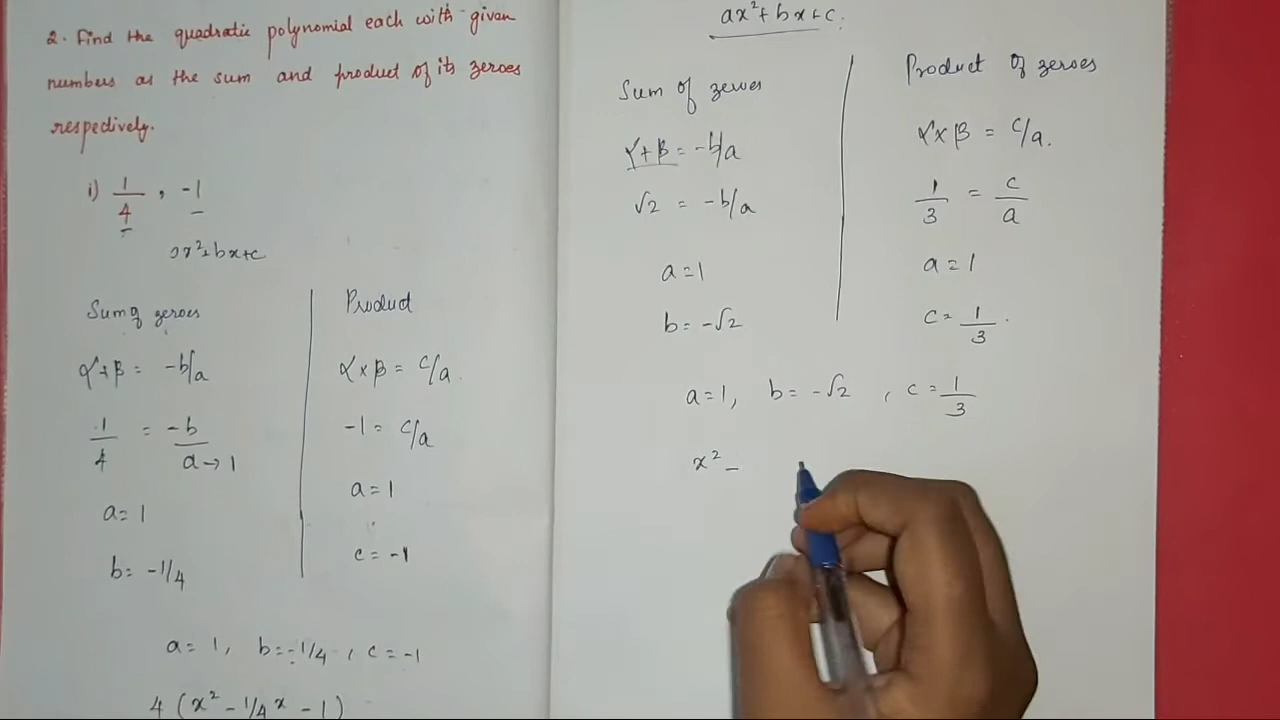 2. Find the quadratic polynomial each with given
numbers as the sum and product of its zeroes
respectively.
i) 1/4 , -1
ax²+bx+c
Sum of zeroes
α+β = -b/a
1/4 = -b/a→1
a=1
b= -1/4
Product
α×β = c/a.
-1= c/a
a=1
c= -1
a= 1, b=-1/4, c=-1
4 (x² - 1/4x - 1)
ax²+bx+c.
Sum of zeroes
α+β = -b/a
√2 = -b/a
a=1
b= -√2
Product of zeroes
α×β = c/a.
1/3 = c/a
a=1
c= 1/3.
a=1, b= -√2, c=1/3
x² -